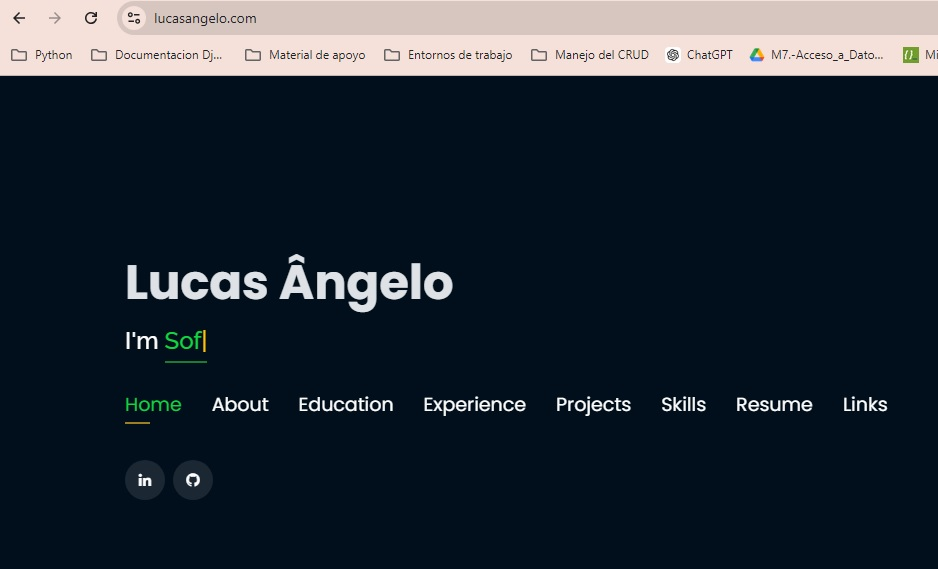 lucasangelo.com
Python Documentacion Dj... Material de apoyo Entornos de trabajo Manejo del CRUD ChatGPT M7.-Acceso_a_Dato... Mi
Lucas Ângelo
I'm Sof|
Home About Education Experience Projects Skills Resume Links
in